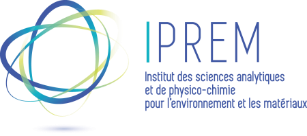 IPREM
Institut des sciences analytiques
et de physico-chimie
pour l'environnement et les matériaux